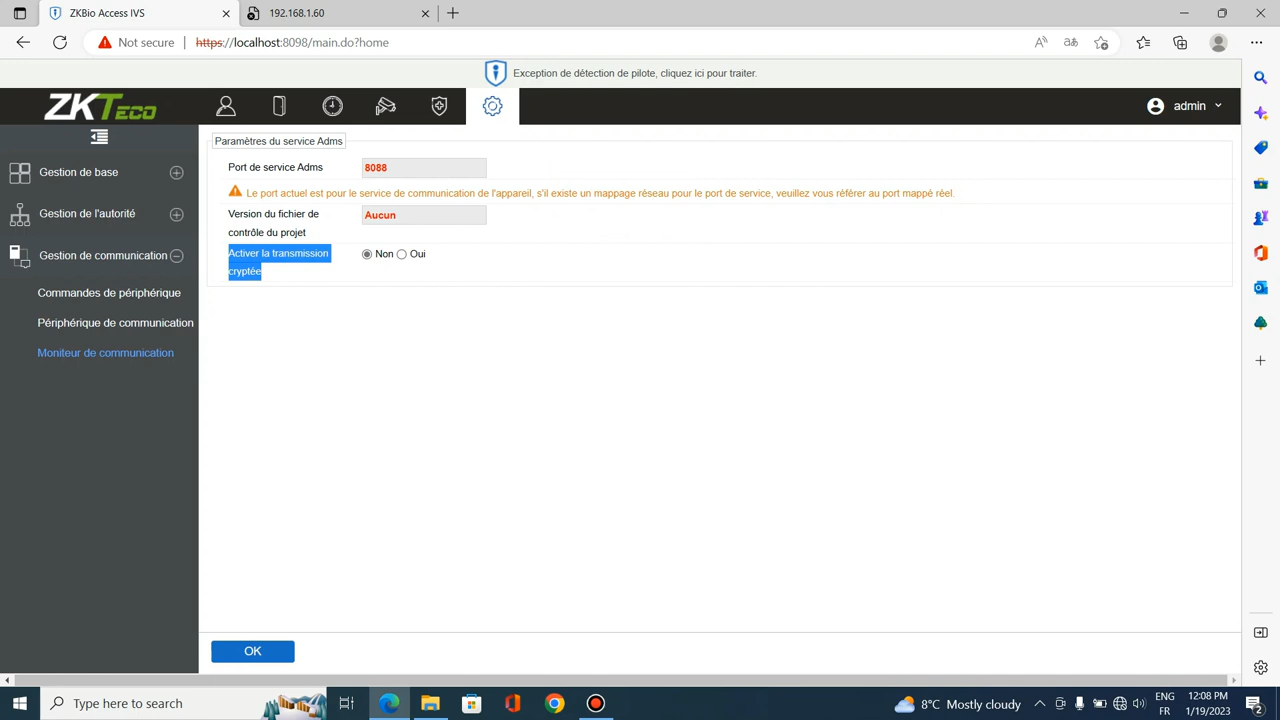 ZKBio Access IVS
192.168.1.60
Not secure
https://localhost:8098/main.do?home
Exception de détection de pilote, cliquez ici pour traiter.
ZKTECO
admin
Gestion de base
Gestion de l'autorité
Gestion de communication
Commandes de périphérique
Périphérique de communication
Moniteur de communication
Paramètres du service Adms
Port de service Adms
8088
Le port actuel est pour le service de communication de l'appareil, s'il existe un mappage réseau pour le port de service, veuillez vous référer au port mappé réel.
Version du fichier de
contrôle du projet
Aucun
Activer la transmission
cryptée
Non Oui
OK
Type here to search
8°C Mostly cloudy
ENG
FR
12:08 PM
1/19/2023
2